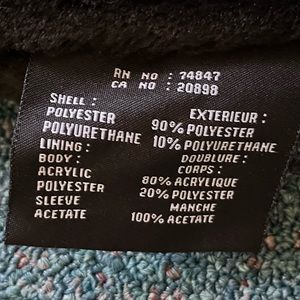 RN NO : 74847
CA NO : 20898
SHELL :
POLYESTER
POLYURETHANE
LINING :
BODY :
ACRYLIC
POLYESTER
SLEEVE
ACETATE
EXTERIEUR :
90% POLYESTER
10% POLYURETHANE
DOUBLURE :
CORPS :
80% ACRYLIQUE
20% POLYESTER
MANCHE
100% ACETATE